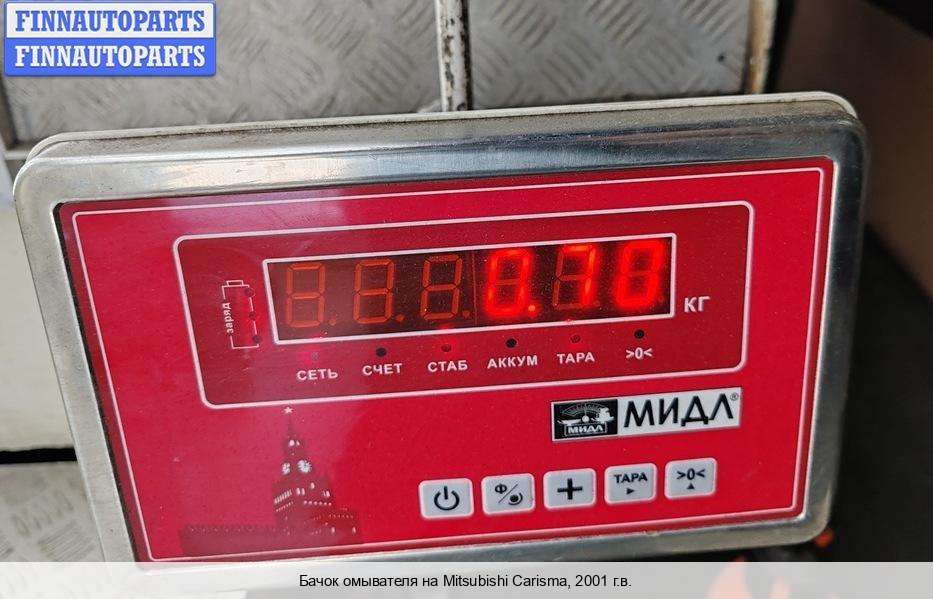 FINNAUTOPARTS
FINNAUTOPARTS
0.70
КГ
заряд
СЕТЬ СЧЕТ СТАБ АККУМ ТАРА >0<
МИДЛ МИДЛ®
Ф/ + ТАРА >0<
Бачок омывателя на Mitsubishi Carisma, 2001 г.в.